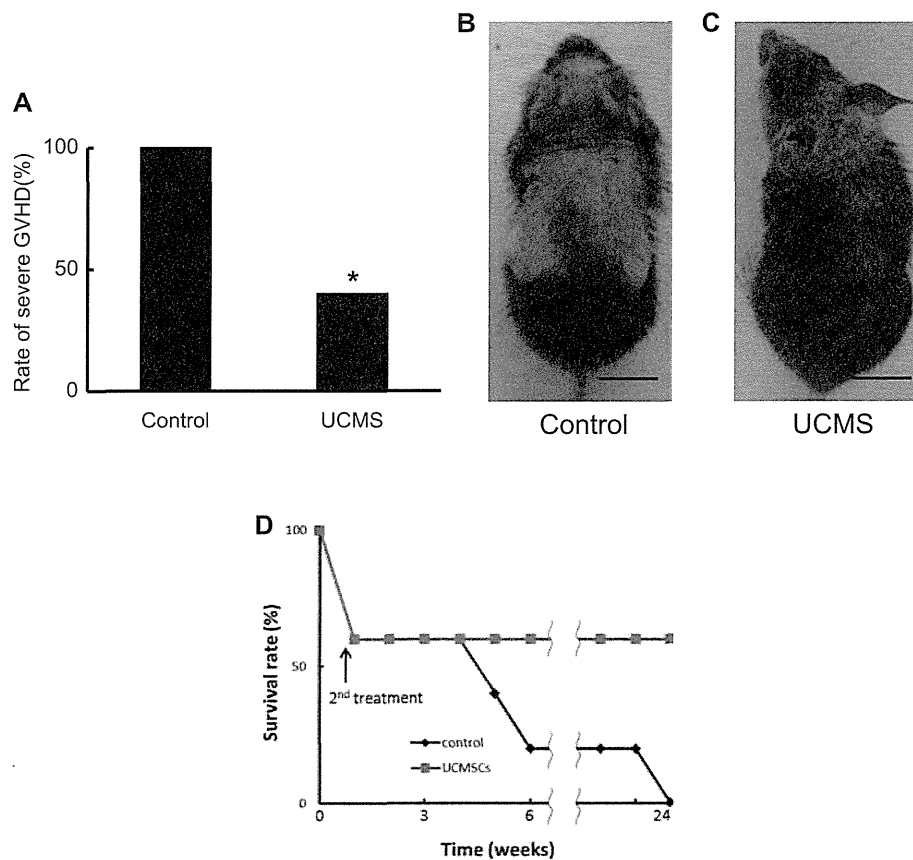 A
Rate of severe GVHD(%)
100
50
0
*
Control
UCMS
B
Control
C
UCMS
D
Survival rate (%)
100
50
0
2nd treatment
control
UCMSCs
0
3
6
24
Time (weeks)